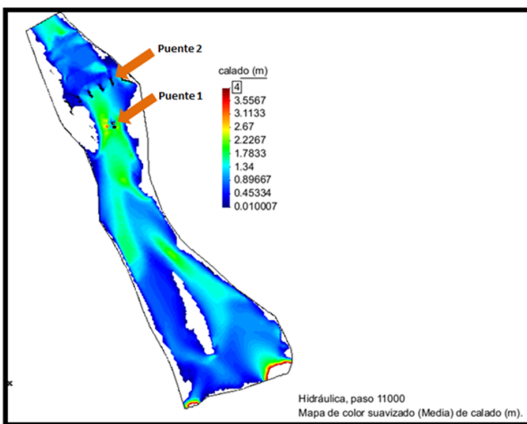 Puente 2
Puente 1
calado (m)
4
3.5567
3.1133
2.67
2.2267
1.7833
1.34
0.89667
0.45334
0.010007
x
Hidráulica, paso 11000
Mapa de color suavizado (Media) de calado (m).